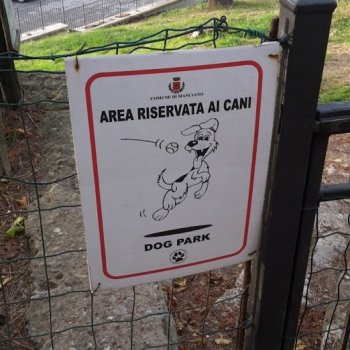 COMUNE DI MANCIANO
AREA RISERVATA AI CANI
DOG PARK